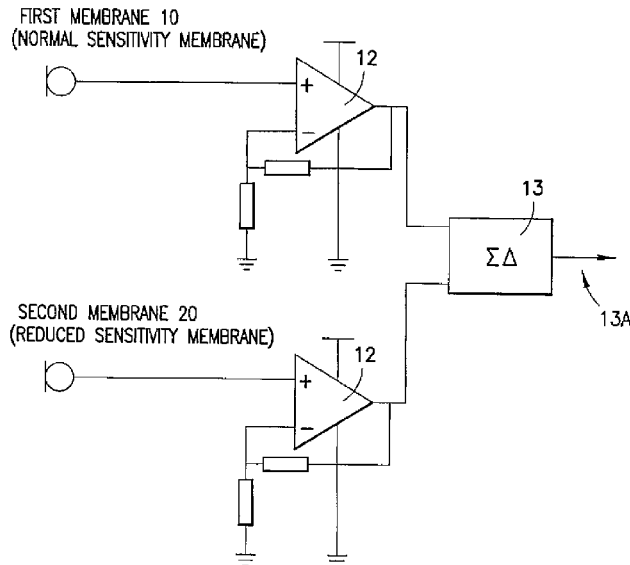 FIRST MEMBRANE 10
(NORMAL SENSITIVITY MEMBRANE)
12
+
−
13
ΣΔ
13A
SECOND MEMBRANE 20
(REDUCED SENSITIVITY MEMBRANE)
12
+
−